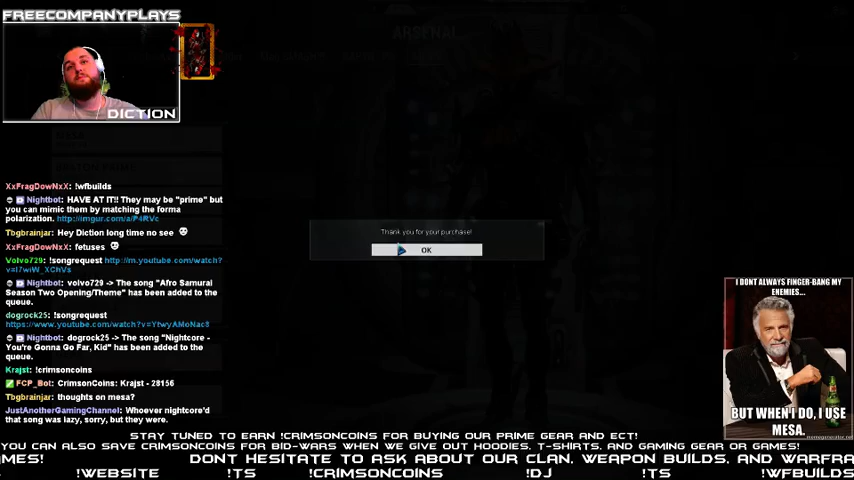 FREECOMPANYPLAYS
DICTION
ARSENAL
XxFragDowNxX: !wfbuilds
Nightbot: HAVE AT IT!! They may be "prime" but
you can mimic them by matching the forma
polarization. http://imgur.com/a/P4RVc
Tbgbrainjar: Hey Diction long time no see
XxFragDowNxX: fetuses
Volvo729: !songrequest http://m.youtube.com/watch?
v=I7wiW_XChVs
Nightbot: volvo729 -> The song "Afro Samurai
Season Two Opening/Theme" has been added to the
queue.
dogrock25: !songrequest
https://www.youtube.com/watch?v=YtwyAMoNac8
Nightbot: dogrock25 -> The song "Nightcore -
You're Gonna Go Far, Kid" has been added to the
queue.
Krajst: !crimsoncoins
FCP_Bot: CrimsonCoins: Krajst - 28156
Tbgbrainjar: thoughts on mesa?
JustAnotherGamingChannel: Whoever nightcore'd
that song was lazy, sorry, but they were.
Thank you for your purchase!
OK
I DONT ALWAYS FINGER-BANG MY
ENEMIES...
BUT WHEN I DO, I USE
MESA.
memegenerator.net
STAY TUNED TO EARN !CRIMSONCOINS FOR BUYING OUR PRIME GEAR AND ECT!
YOU CAN ALSO SAVE CRIMSONCOINS FOR BID-WARS WHEN WE GIVE OUT HOODIES, T-SHIRTS, AND GAMING GEAR OR GAMES!
MES! DONT HESITATE TO ASK ABOUT OUR CLAN, WEAPON BUILDS, AND WARFRA
!WEBSITE !TS !CRIMSONCOINS !DJ !TS !WFBUILDS